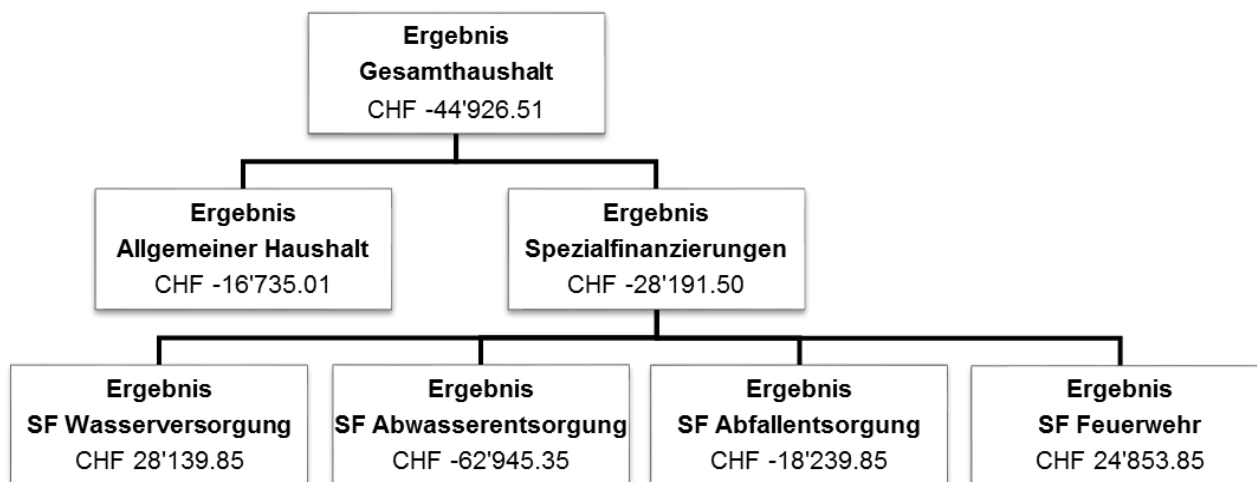 Ergebnis
Gesamthaushalt
CHF -44'926.51
Ergebnis
Allgemeiner Haushalt
CHF -16'735.01
Ergebnis
Spezialfinanzierungen
CHF -28'191.50
Ergebnis
SF Wasserversorgung
CHF 28'139.85
Ergebnis
SF Abwasserentsorgung
CHF -62'945.35
Ergebnis
SF Abfallentsorgung
CHF -18'239.85
Ergebnis
SF Feuerwehr
CHF 24'853.85